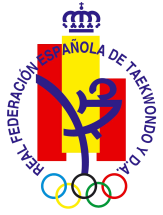 REAL FEDERACIÓN ESPAÑOLA DE TAEKWONDO Y D.A.